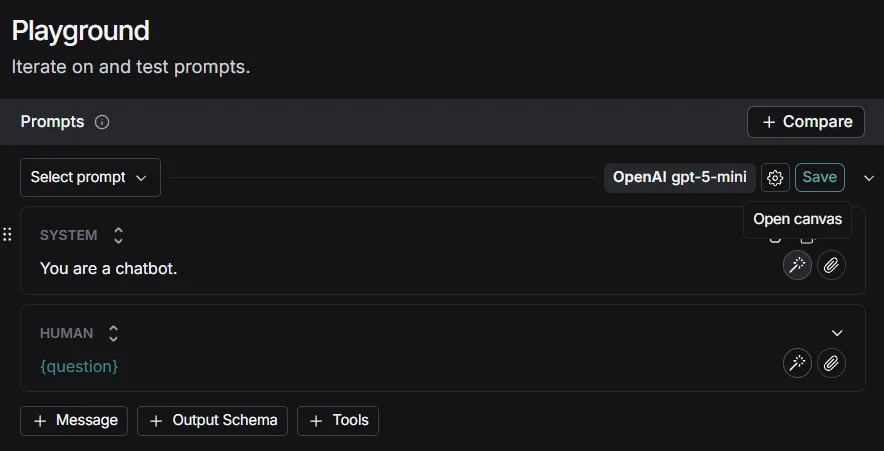 Playground
Iterate on and test prompts.
Prompts
Compare
Select prompt
OpenAI gpt-5-mini
Save
Open canvas
SYSTEM
You are a chatbot.
HUMAN
{question}
+ Message
+ Output Schema
+ Tools